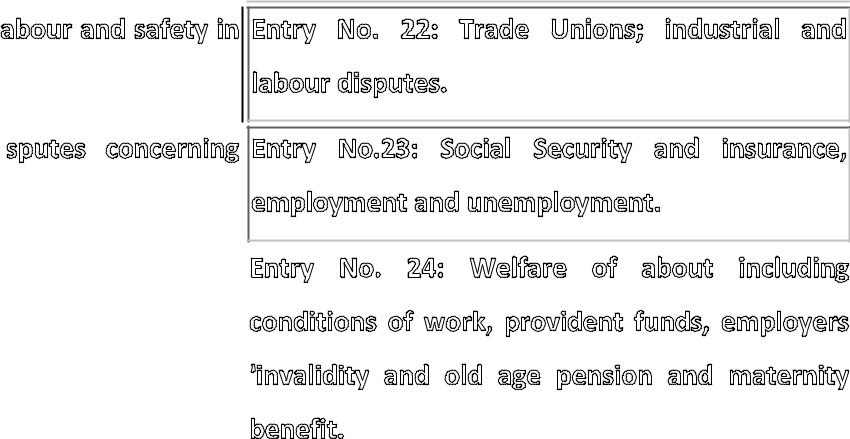 abour and safety in
Entry No. 22: Trade Unions; industrial and
labour disputes.
sputes concerning
Entry No.23: Social Security and insurance,
employment and unemployment.
Entry No. 24: Welfare of about including
conditions of work, provident funds, employers
'invalidity and old age pension and maternity
benefit.